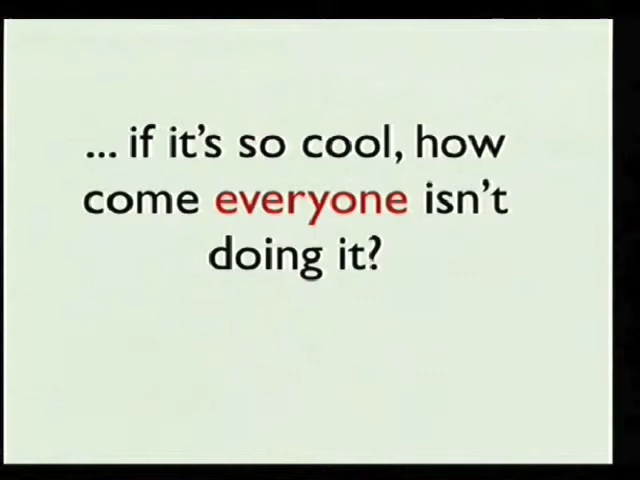 ... if it's so cool, how
come everyone isn't
doing it?